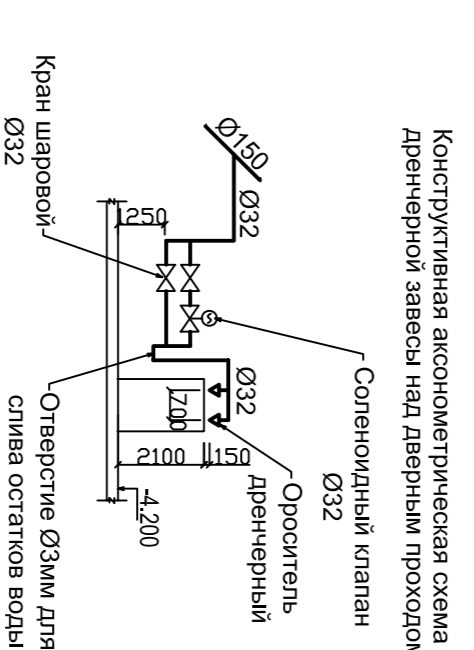 Конструктивная аксонометрическая схема
дренчерной завесы над дверным проходом
Соленоидный клапан
Ø32
Ороситель
дренчерный
Ø150
Ø32
Ø32
1250
700
2100
150
-4.200
Кран шаровой
Ø32
Отверстие Ø3мм для
слива остатков воды